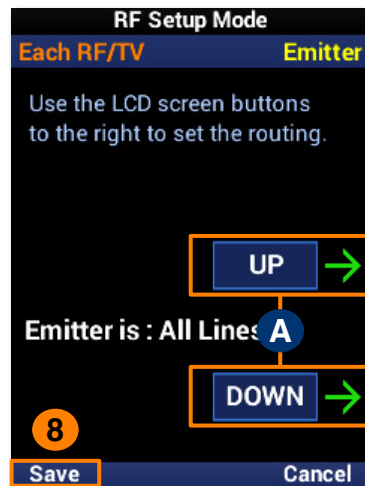 RF Setup Mode
Each RF/TV Emitter
Use the LCD screen buttons
to the right to set the routing.
UP →
Emitter is : All Lines A
DOWN →
8
Save Cancel